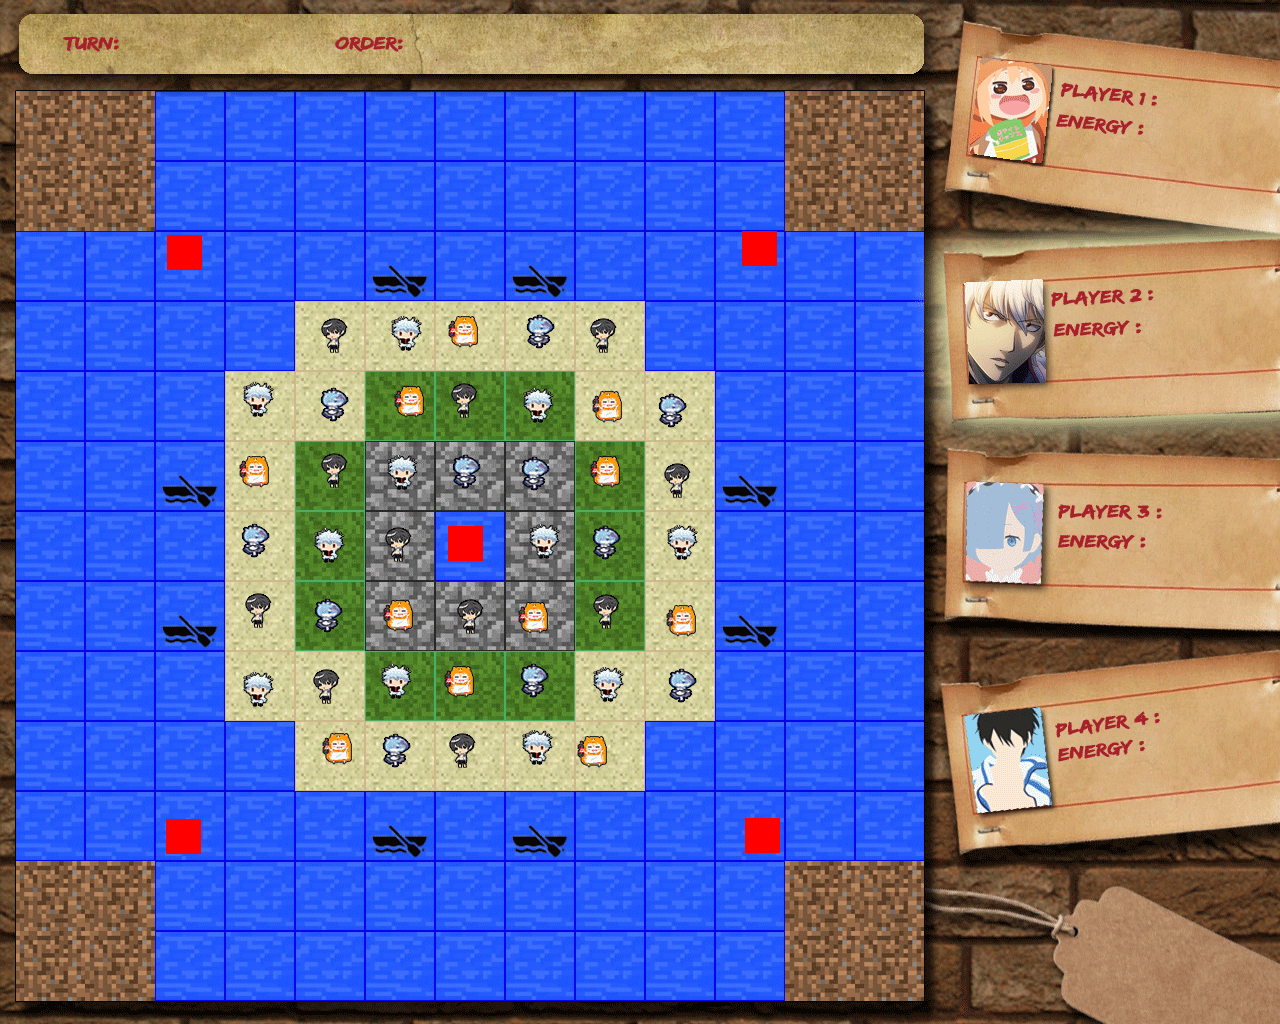 TURN: ORDER:
PLAYER 1 :
ENERGY :
PLAYER 2 :
ENERGY :
PLAYER 3 :
ENERGY :
PLAYER 4 :
ENERGY :